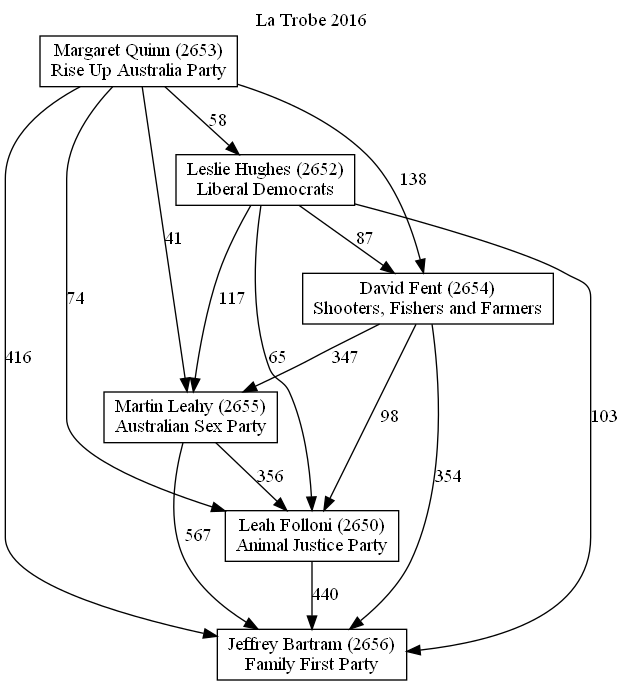 La Trobe 2016
Margaret Quinn (2653)
Rise Up Australia Party
58
Leslie Hughes (2652)
Liberal Democrats
138
41
117
87
David Fent (2654)
Shooters, Fishers and Farmers
74
416
65
347
Martin Leahy (2655)
Australian Sex Party
98
103
356
354
567
Leah Folloni (2650)
Animal Justice Party
440
Jeffrey Bartram (2656)
Family First Party